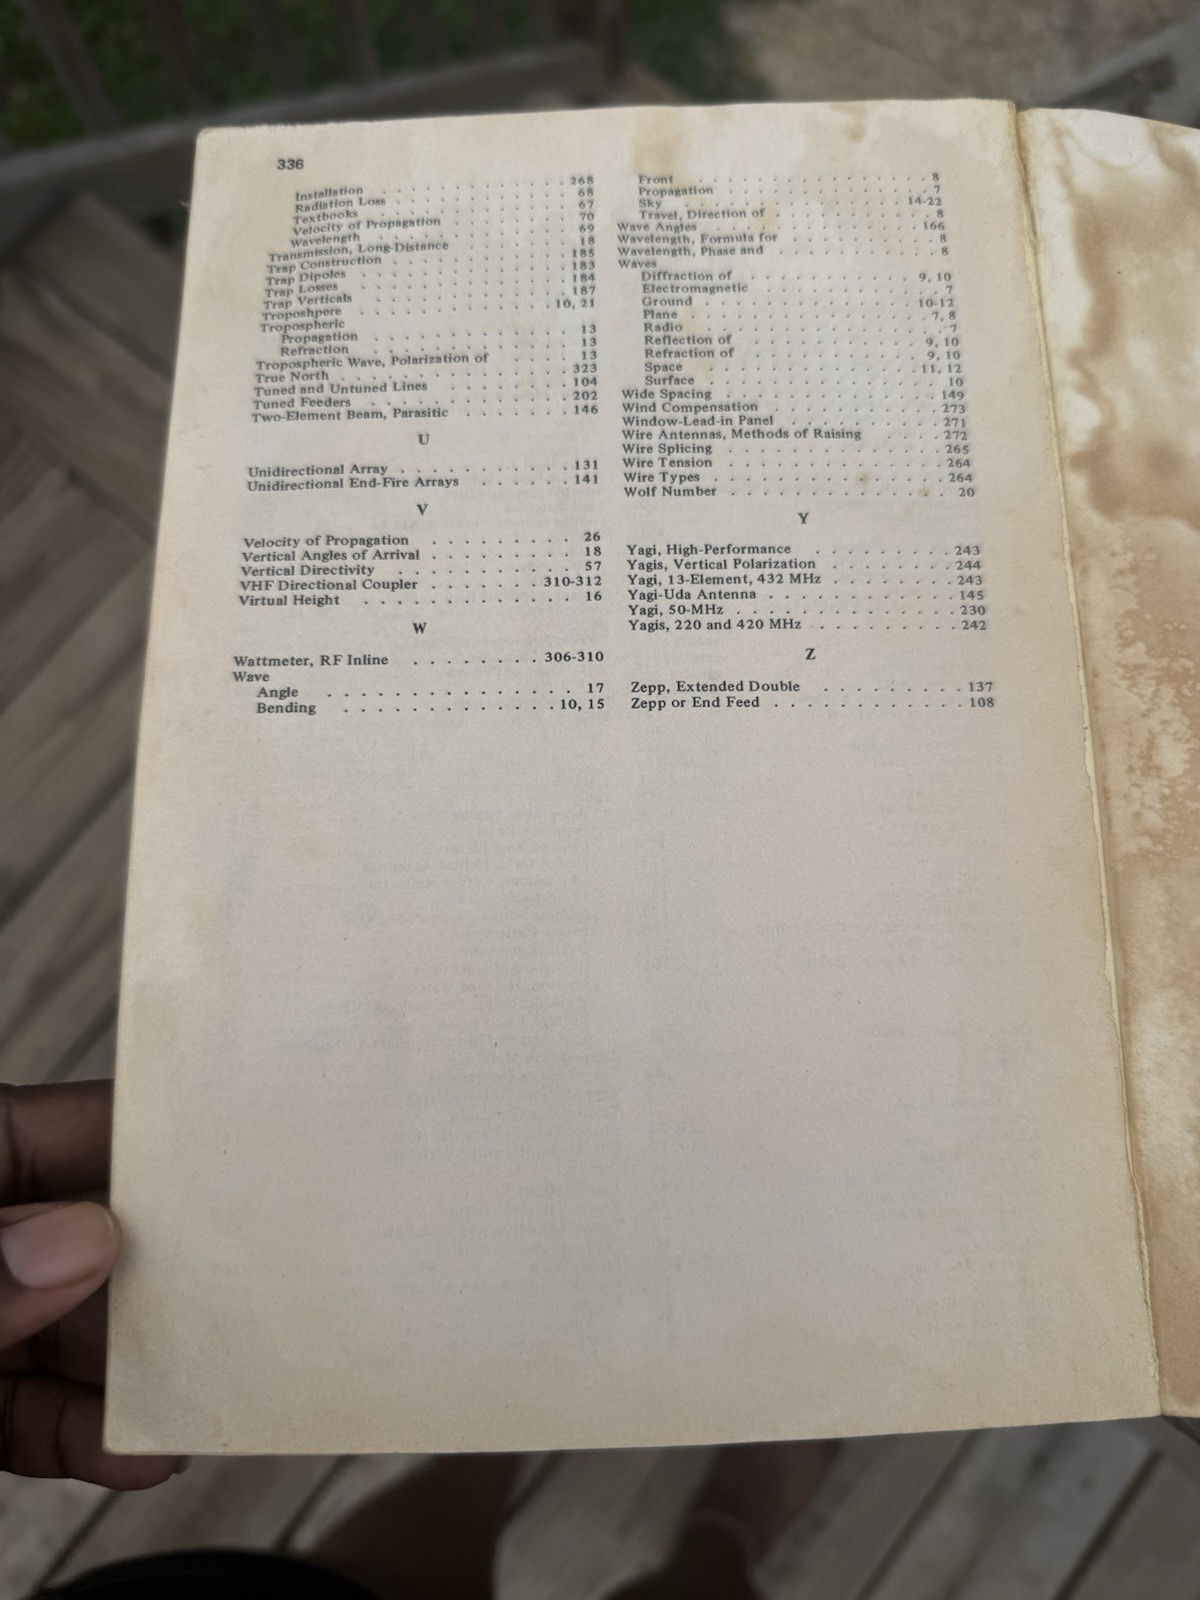 336
Installation . . . . . . . . . . . . 268
Radiation Loss . . . . . . . . . . . 68
Textbooks . . . . . . . . . . . . 67
Velocity of Propagation . . . . . . . . 70
Wavelength . . . . . . . . . . . . 69
Transmission, Long-Distance . . . . . . . 18
Trap Construction . . . . . . . . . . . 185
Trap Dipoles . . . . . . . . . . . . 183
Trap Losses . . . . . . . . . . . . . 184
Trap Verticals . . . . . . . . . . . . 187
Troposhpere . . . . . . . . . . . . 10, 21
Tropospheric
Propagation . . . . . . . . . . . . 13
Refraction . . . . . . . . . . . . 13
Tropospheric Wave, Polarization of . . . . . 13
True North . . . . . . . . . . . . . . 323
Tuned and Untuned Lines . . . . . . . . 104
Tuned Feeders . . . . . . . . . . . . 202
Two-Element Beam, Parasitic . . . . . . . 146
U
Unidirectional Array . . . . . . . . . . . 131
Unidirectional End-Fire Arrays . . . . . . 141
V
Velocity of Propagation . . . . . . . . . 26
Vertical Angles of Arrival . . . . . . . . . 18
Vertical Directivity . . . . . . . . . . . 57
VHF Directional Coupler . . . . . . . 310-312
Virtual Height . . . . . . . . . . . . . 16
W
Wattmeter, RF Inline . . . . . . . . 306-310
Wave
Angle . . . . . . . . . . . . . . . 17
Bending . . . . . . . . . . . . . 10, 15
Front . . . . . . . . . . . . . . . 8
Propagation . . . . . . . . . . . . . 7
Sky . . . . . . . . . . . . . . 14-22
Travel, Direction of . . . . . . . . . . 8
Wave Angles . . . . . . . . . . . . . 166
Wavelength, Formula for . . . . . . . . . 8
Wavelength, Phase and . . . . . . . . . . 8
Waves
Diffraction of . . . . . . . . . . . 9, 10
Electromagnetic . . . . . . . . . . . . 7
Ground . . . . . . . . . . . . . 10-12
Plane . . . . . . . . . . . . . . 7, 8
Radio . . . . . . . . . . . . . . . 7
Reflection of . . . . . . . . . . . 9, 10
Refraction of . . . . . . . . . . . 9, 10
Space . . . . . . . . . . . . . 11, 12
Surface . . . . . . . . . . . . . . 10
Wide Spacing . . . . . . . . . . . . . 149
Wind Compensation . . . . . . . . . . 273
Window-Lead-in Panel . . . . . . . . . 271
Wire Antennas, Methods of Raising . . . . 272
Wire Splicing . . . . . . . . . . . . . 265
Wire Tension . . . . . . . . . . . . . 264
Wire Types . . . . . . . . . . . . . . 264
Wolf Number . . . . . . . . . . . . . 20
Y
Yagi, High-Performance . . . . . . . . . 243
Yagis, Vertical Polarization . . . . . . . . 244
Yagi, 13-Element, 432 MHz . . . . . . . . 243
Yagi-Uda Antenna . . . . . . . . . . . 145
Yagi, 50-MHz . . . . . . . . . . . . . 230
Yagis, 220 and 420 MHz . . . . . . . . . 242
Z
Zepp, Extended Double . . . . . . . . . 137
Zepp or End Feed . . . . . . . . . . . . 108